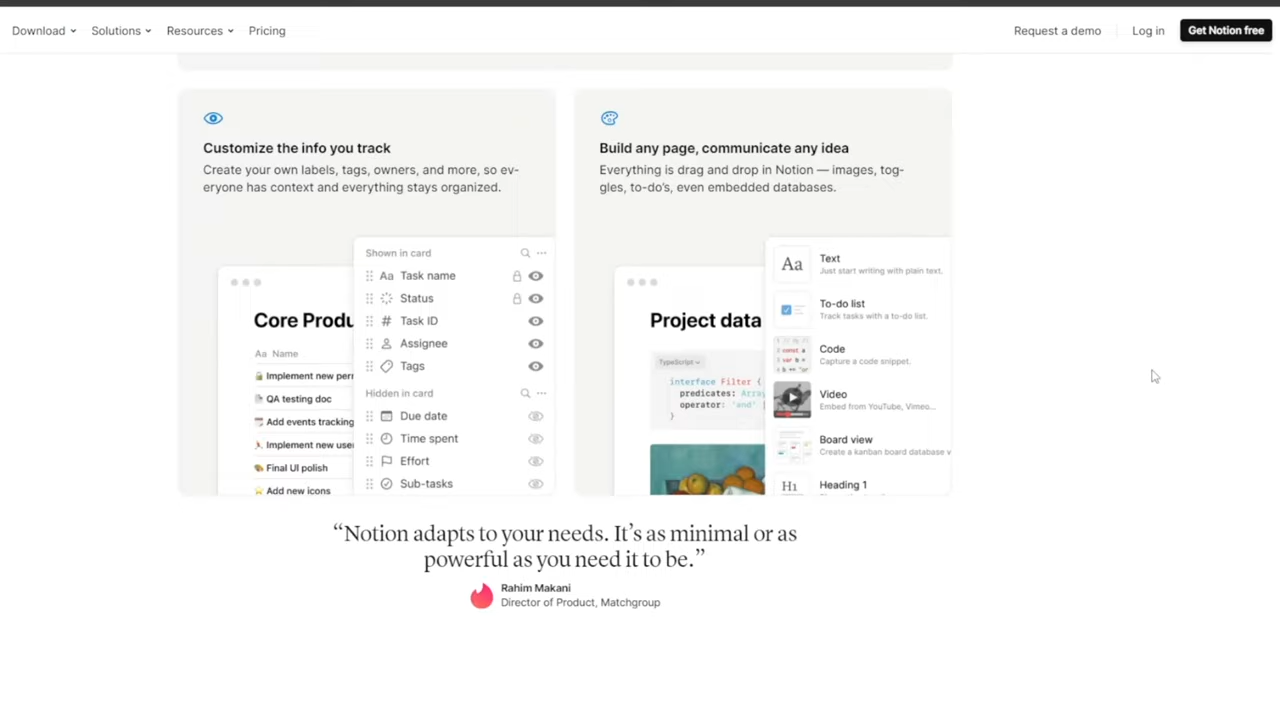 Download Solutions Resources Pricing Request a demo Log in Get Notion free
Customize the info you track
Create your own labels, tags, owners, and more, so ev-
eryone has context and everything stays organized.
Shown in card
Aa Task name
Status
# Task ID
Assignee
Tags
Hidden in card
Due date
Time spent
Effort
Sub-tasks
Core Produ
Aa Name
Implement new perr
QA testing doc
Add events tracking
Implement new user
Final UI polish
Add new icons
Build any page, communicate any idea
Everything is drag and drop in Notion — images, tog-
gles, to-do's, even embedded databases.
Project data
TypeScript
interface Filter {
predicates: Array
operator: 'and' |
}
Aa Text
Just start writing with plain text.
To-do list
Track tasks with a to-do list.
Code
Capture a code snippet.
Video
Embed from YouTube, Vimeo...
Board view
Create a kanban board database v
H1 Heading 1
“Notion adapts to your needs. It’s as minimal or as
powerful as you need it to be.”
Rahim Makani
Director of Product, Matchgroup